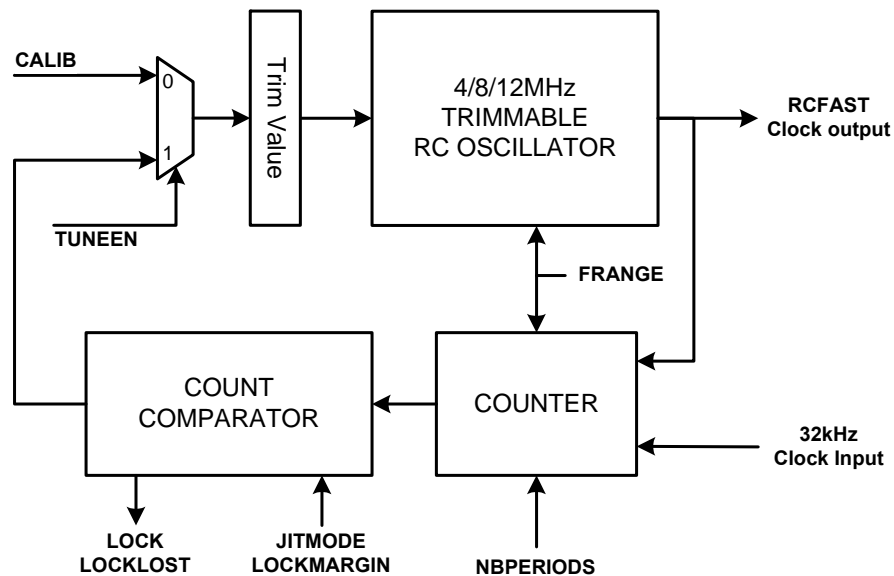 CALIB
0
1
TUNEEN
Trim Value
4/8/12MHz
TRIMMABLE
RC OSCILLATOR
RCFAST
Clock output
FRANGE
COUNT
COMPARATOR
COUNTER
32kHz
Clock Input
LOCK
LOCKLOST
JITMODE
LOCKMARGIN
NBPERIODS